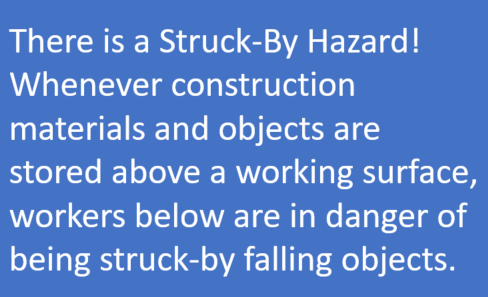 There is a Struck-By Hazard!
Whenever construction
materials and objects are
stored above a working surface,
workers below are in danger of
being struck-by falling objects.